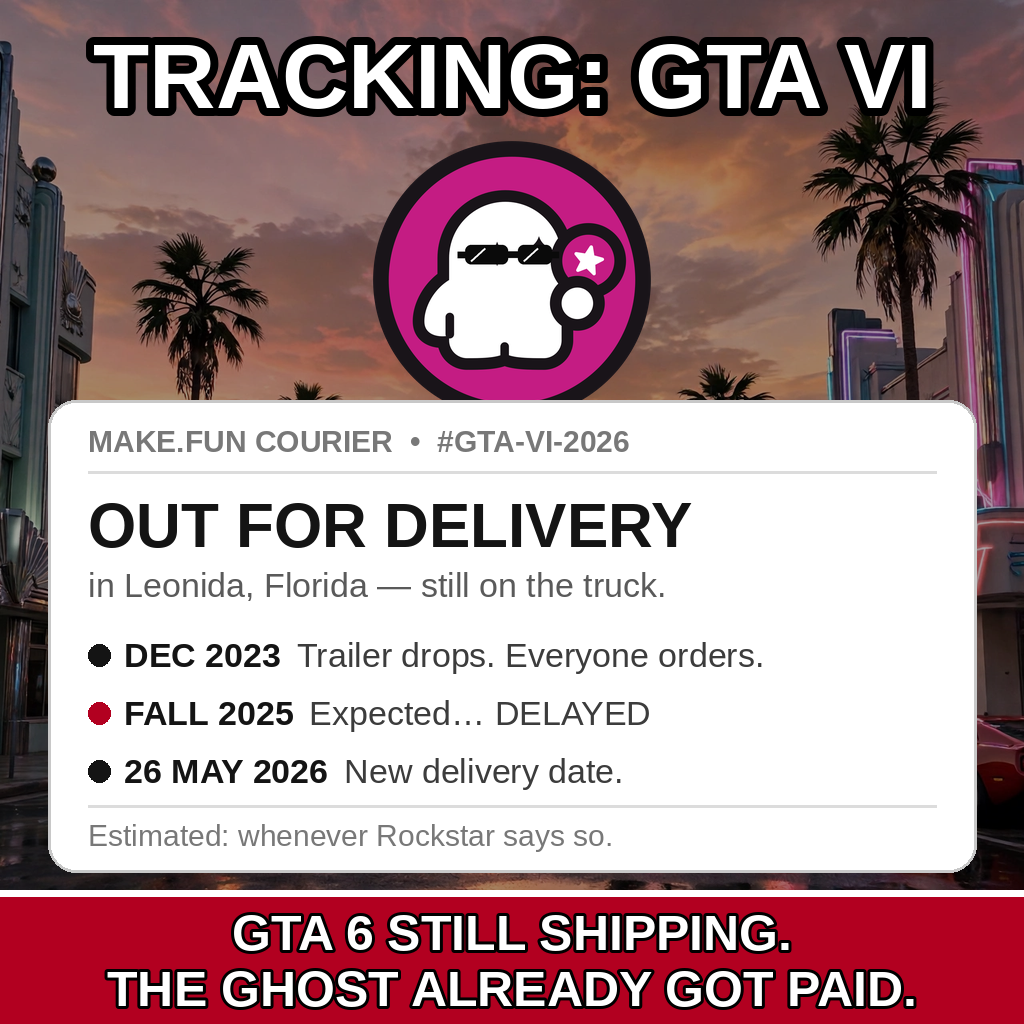 TRACKING: GTA VI
MAKE.FUN COURIER • #GTA-VI-2026
OUT FOR DELIVERY
in Leonida, Florida — still on the truck.
DEC 2023 Trailer drops. Everyone orders.
FALL 2025 Expected… DELAYED
26 MAY 2026 New delivery date.
Estimated: whenever Rockstar says so.
GTA 6 STILL SHIPPING.
THE GHOST ALREADY GOT PAID.